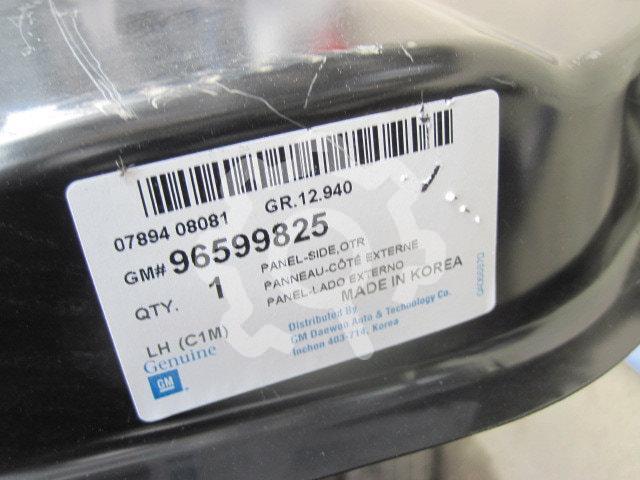 07894 08081 GR.12.940
GM# 96599825
QTY. 1
PANEL-SIDE,OTR
PANNEAU-CÔTÉ EXTERNE
PANEL-LADO EXTERNO
MADE IN KOREA
LH (C1M)
Genuine
GM
Distributed By
GM Daewoo Auto & Technology Co.
Inchon 403-714, Korea